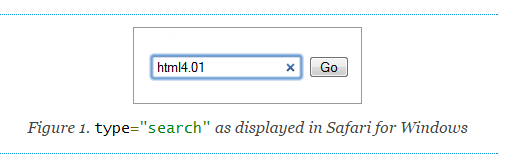 html4.01 × Go
Figure 1. type="search" as displayed in Safari for Windows